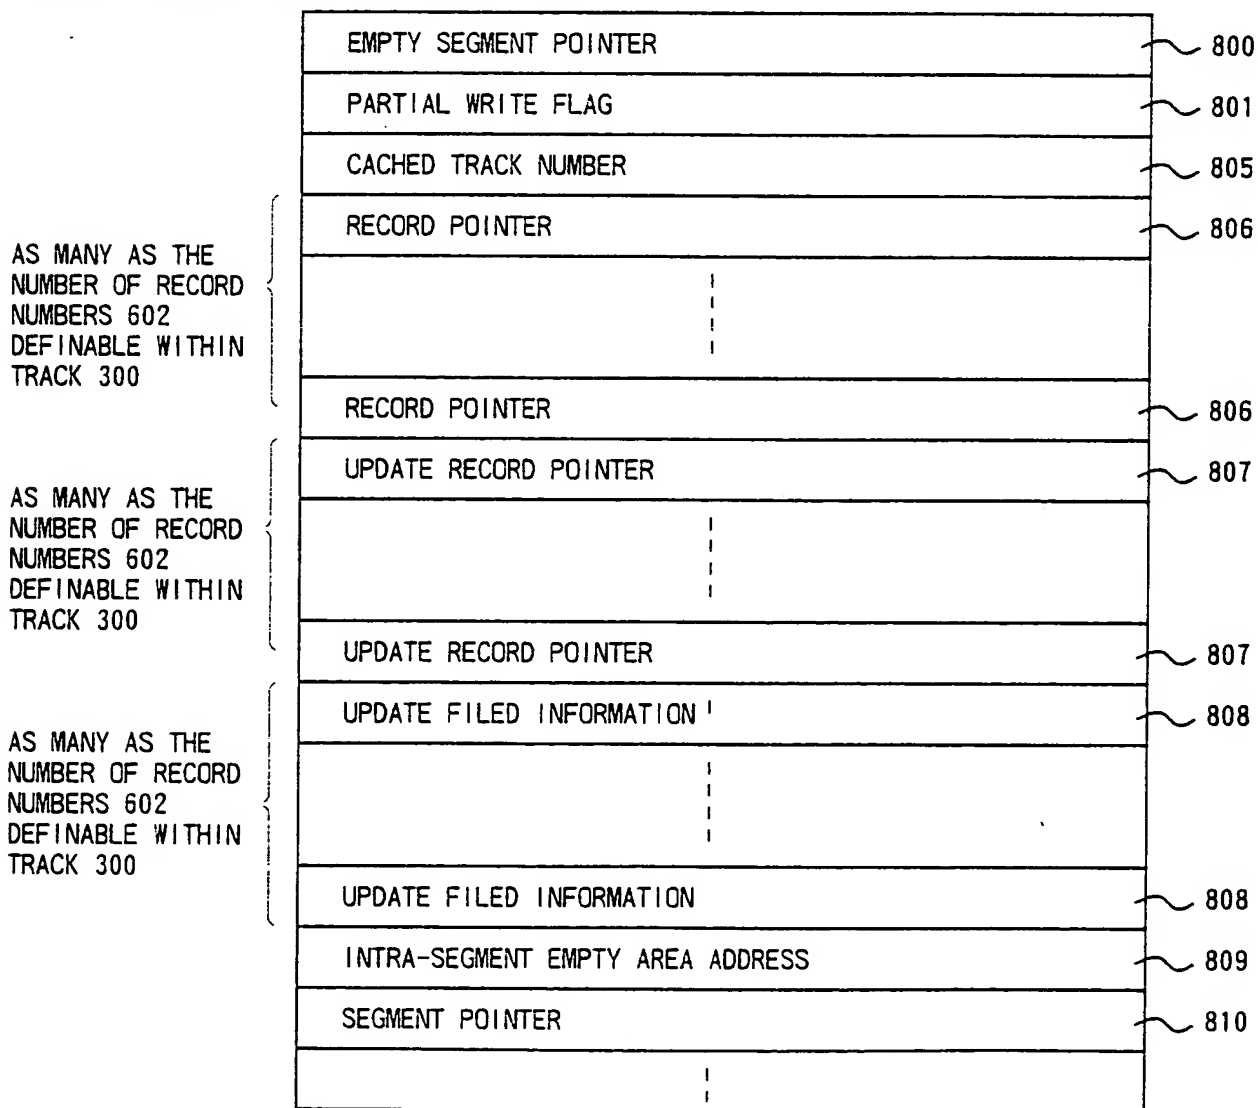 EMPTY SEGMENT POINTER 800
PARTIAL WRITE FLAG 801
CACHED TRACK NUMBER 805
RECORD POINTER 806
AS MANY AS THE
NUMBER OF RECORD
NUMBERS 602
DEFINABLE WITHIN
TRACK 300
RECORD POINTER 806
UPDATE RECORD POINTER 807
AS MANY AS THE
NUMBER OF RECORD
NUMBERS 602
DEFINABLE WITHIN
TRACK 300
UPDATE RECORD POINTER 807
UPDATE FILED INFORMATION 808
AS MANY AS THE
NUMBER OF RECORD
NUMBERS 602
DEFINABLE WITHIN
TRACK 300
UPDATE FILED INFORMATION 808
INTRA-SEGMENT EMPTY AREA ADDRESS 809
SEGMENT POINTER 810